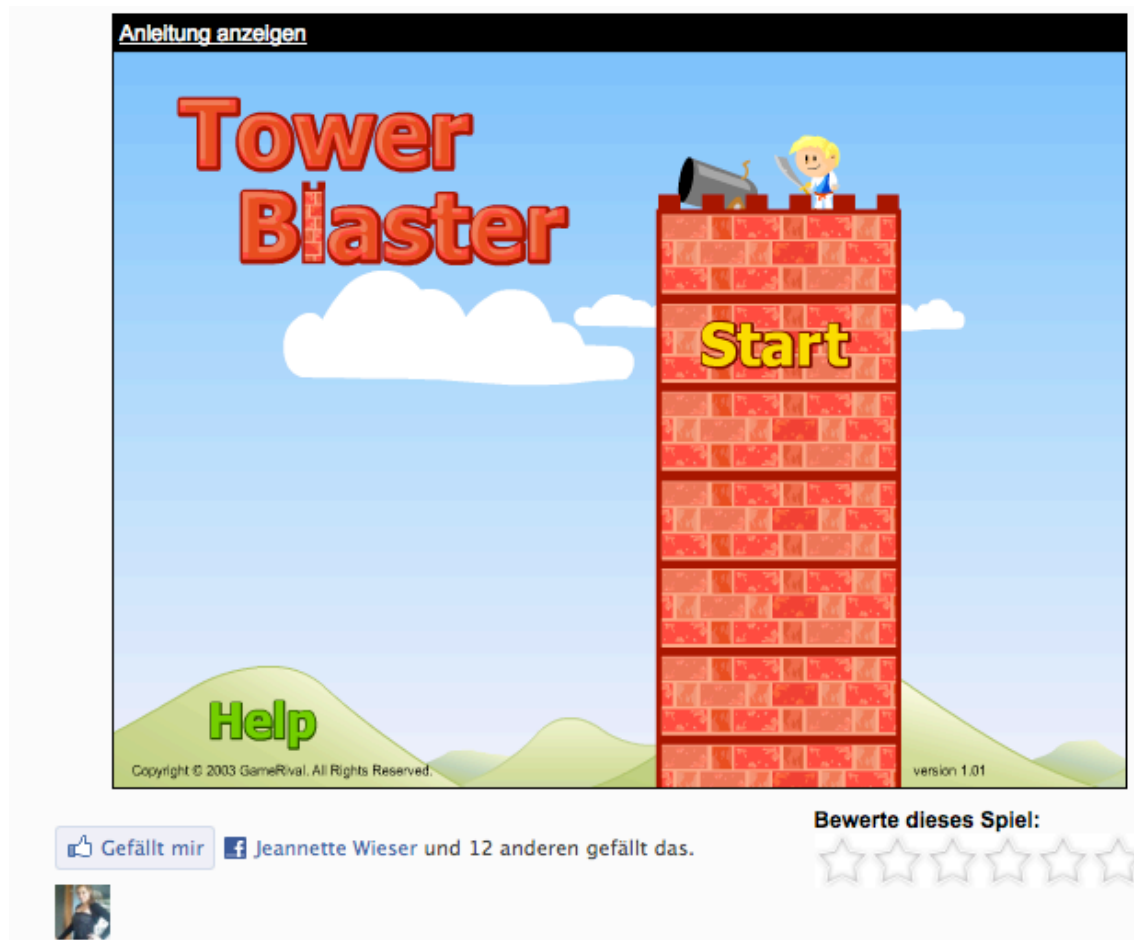 Anleitung anzeigen
Tower
Blaster
Start
Help
Copyright © 2003 GameRival. All Rights Reserved.
version 1.01
Bewerte dieses Spiel:
Gefällt mir
Jeannette Wieser und 12 anderen gefällt das.